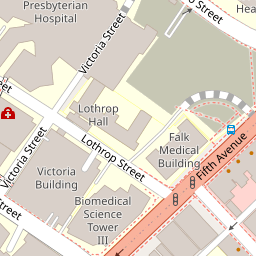 Presbyterian
Hospital
Victoria Street
Street
Hea
Lothrop
Hall
Lothrop Street
Falk
Medical
Building
Fifth Avenue
Victoria Street
Victoria
Building
Biomedical
Science
Tower
III